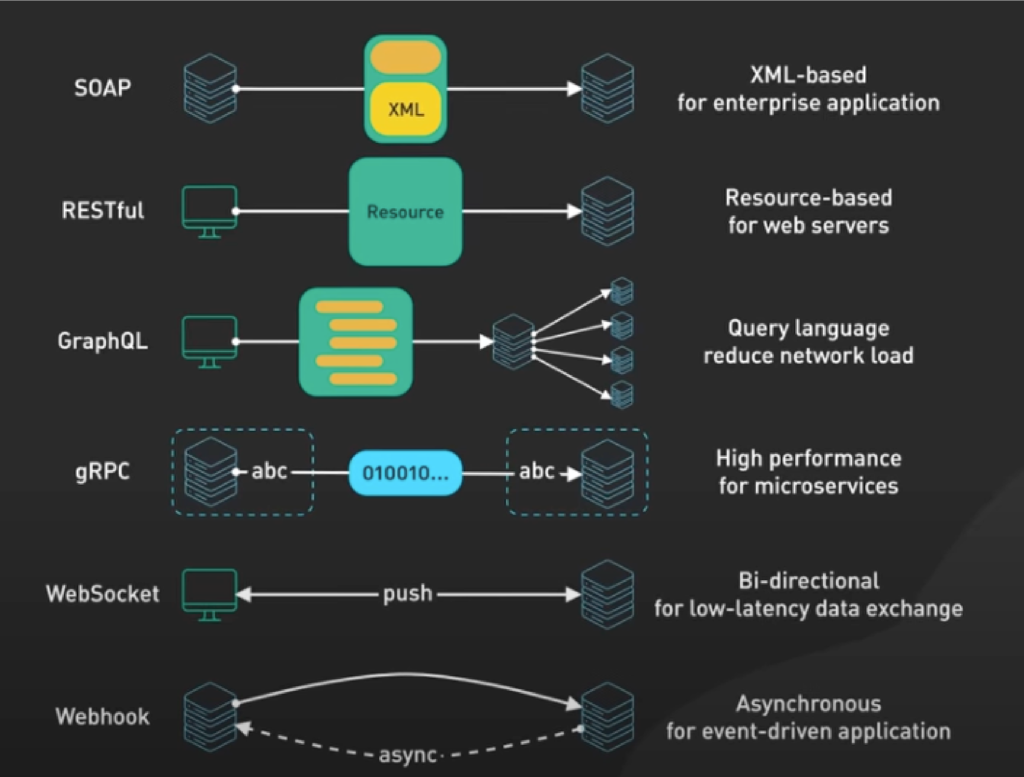 SOAP
XML
XML-based
for enterprise application
RESTful
Resource
Resource-based
for web servers
GraphQL
Query language
reduce network load
gRPC
abc
010010...
abc
High performance
for microservices
WebSocket
push
Bi-directional
for low-latency data exchange
Webhook
async
Asynchronous
for event-driven application